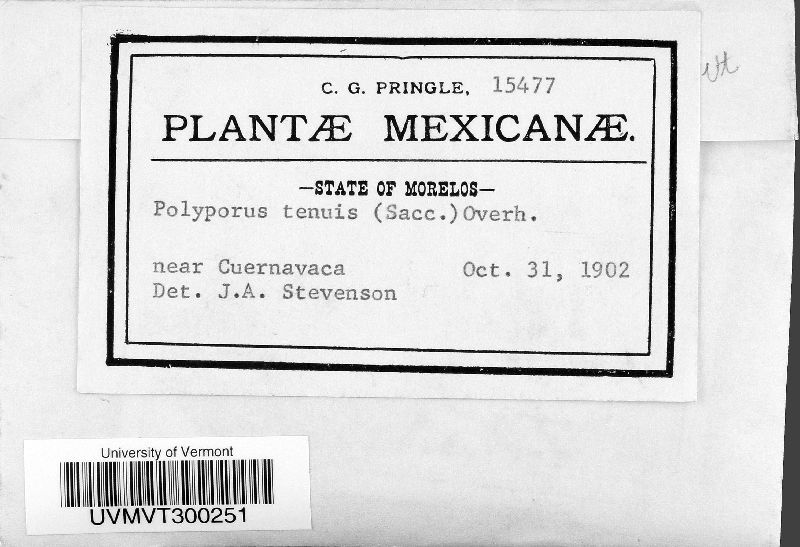 C. G. PRINGLE, 15477
PLANTÆ MEXICANÆ.
—STATE OF MORELOS—
Polyporus tenuis (Sacc.)Overh.
near Cuernavaca Oct. 31, 1902
Det. J.A. Stevenson
University of Vermont
UVMVT300251